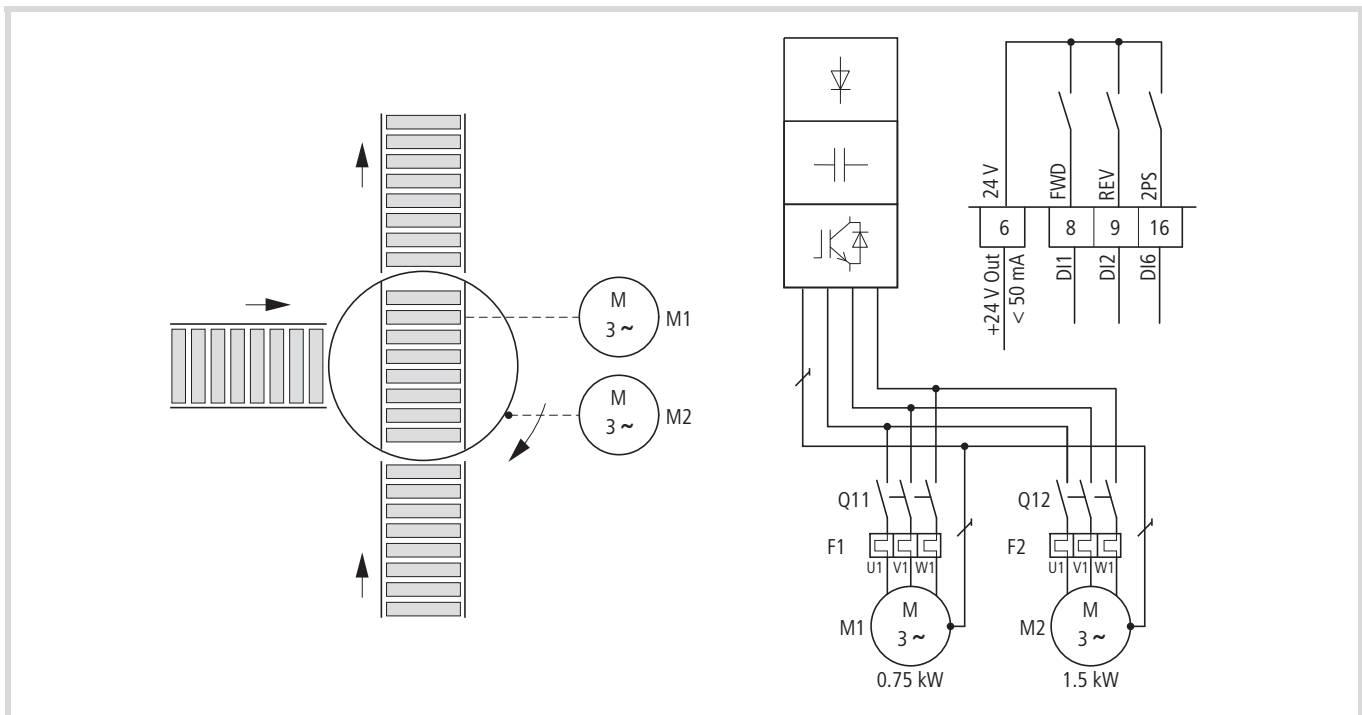 M
3 ~
M1
M
3 ~
M2
24 V
FWD
REV
2PS
6
8
9
16
+24 V Out
< 50 mA
DI1
DI2
DI6
Q11
Q12
F1
F2
U1 V1 W1
U1 V1 W1
M1
M
3 ~
M2
M
3 ~
0.75 kW
1.5 kW